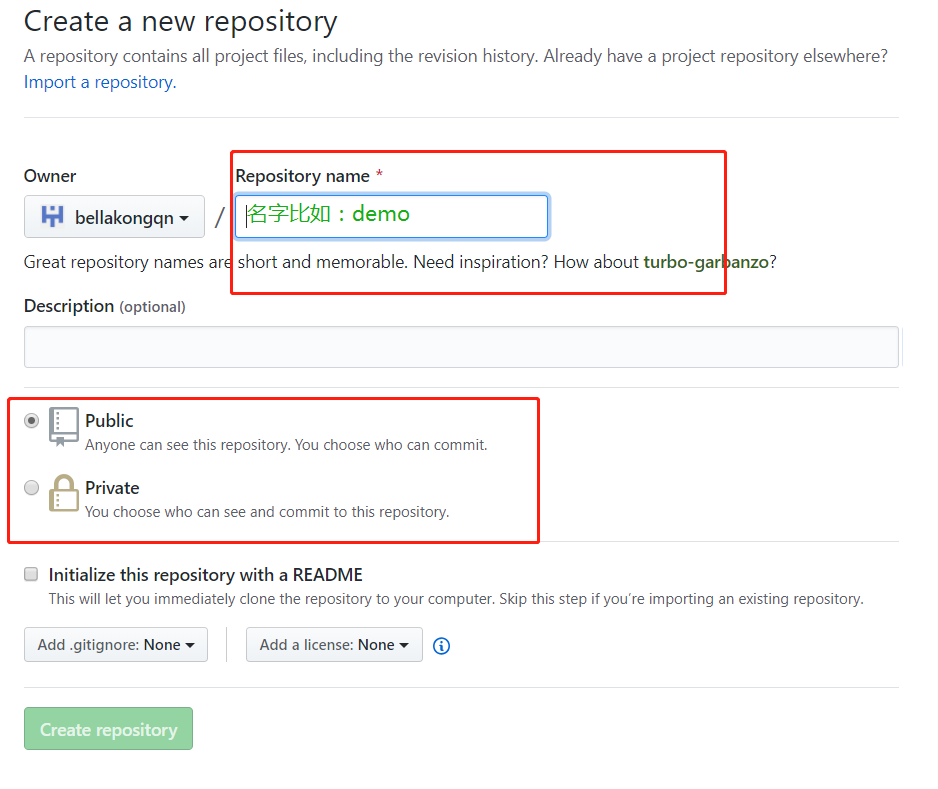 Create a new repository
A repository contains all project files, including the revision history. Already have a project repository elsewhere?
Import a repository.
Owner
Repository name *
bellakongqn
/
名字比如：demo
Great repository names are short and memorable. Need inspiration? How about turbo-garbanzo?
Description (optional)
Public
Anyone can see this repository. You choose who can commit.
Private
You choose who can see and commit to this repository.
Initialize this repository with a README
This will let you immediately clone the repository to your computer. Skip this step if you’re importing an existing repository.
Add .gitignore: None
Add a license: None
Create repository